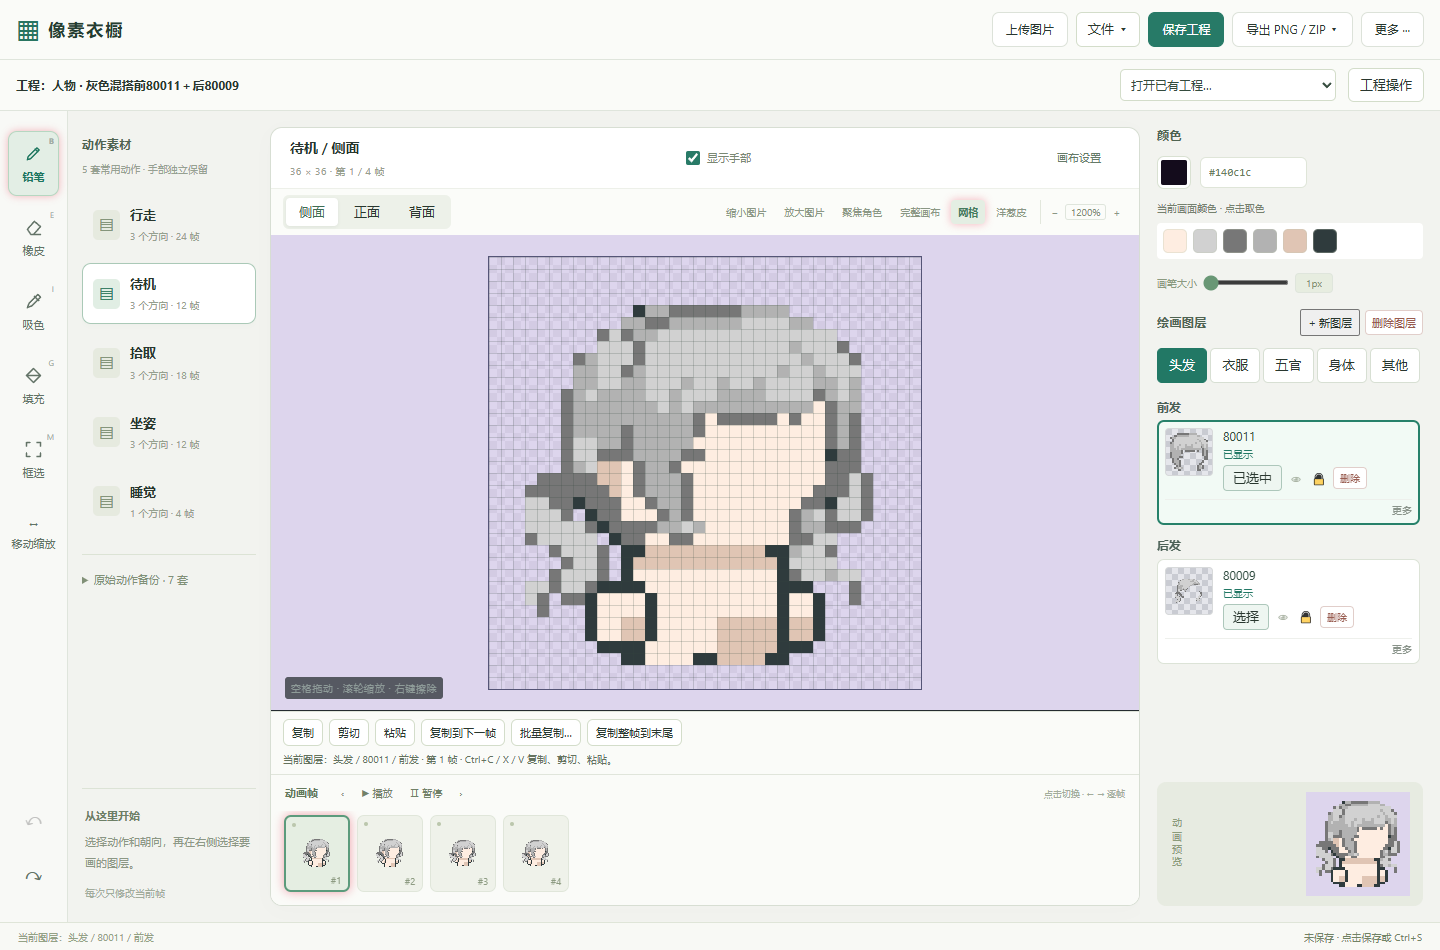 像素衣橱
上传图片
文件 ▾
保存工程
导出 PNG / ZIP ▾
更多 ···
工程：人物 · 灰色混搭前80011 + 后80009
打开已有工程...
工程操作
B
铅笔
E
橡皮
I
吸色
G
填充
M
框选
↔
移动缩放
动作素材
5 套常用动作 · 手部独立保留
行走
3 个方向 · 24 帧
待机
3 个方向 · 12 帧
拾取
3 个方向 · 18 帧
坐姿
3 个方向 · 12 帧
睡觉
1 个方向 · 4 帧
▶ 原始动作备份 · 7 套
从这里开始
选择动作和朝向，再在右侧选择要
画的图层。
每次只修改当前帧
待机 / 侧面
36 × 36 · 第 1 / 4 帧
显示手部
画布设置
侧面 正面 背面
缩小图片 放大图片 聚焦角色 完整画布 网格 洋葱皮 − 1200% +
空格拖动 · 滚轮缩放 · 右键擦除
复制 剪切 粘贴 复制到下一帧 批量复制... 复制整帧到末尾
当前图层：头发 / 80011 / 前发 · 第 1 帧 · Ctrl+C / X / V 复制、剪切、粘贴。
动画帧 ‹ ▶ 播放 II 暂停 ›
点击切换 · ← → 逐帧
#1 #2 #3 #4
颜色
#140c1c
当前画面颜色 · 点击取色
画笔大小 1px
绘画图层
+ 新图层
删除图层
头发 衣服 五官 身体 其他
前发
80011
已显示
已选中 删除
更多
后发
80009
已显示
选择 删除
更多
动画预览
当前图层：头发 / 80011 / 前发
未保存 · 点击保存或 Ctrl+S